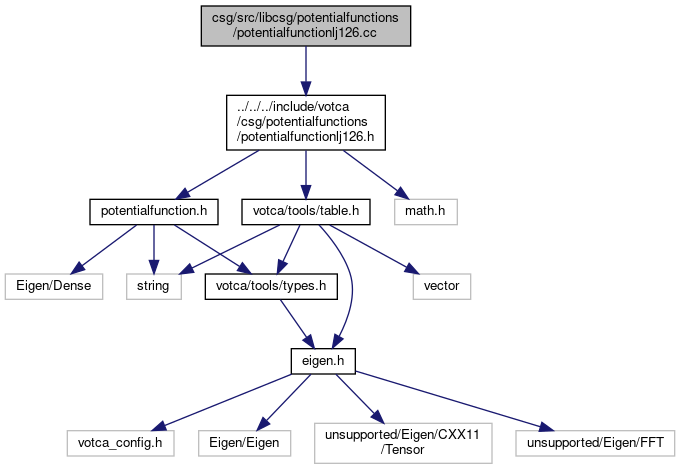 csg/src/libcsg/potentialfunctions
/potentialfunctionlj126.cc
../../../include/votca
/csg/potentialfunctions
/potentialfunctionlj126.h
potentialfunction.h
votca/tools/table.h
math.h
Eigen/Dense
string
votca/tools/types.h
vector
eigen.h
votca_config.h
Eigen/Eigen
unsupported/Eigen/CXX11
/Tensor
unsupported/Eigen/FFT